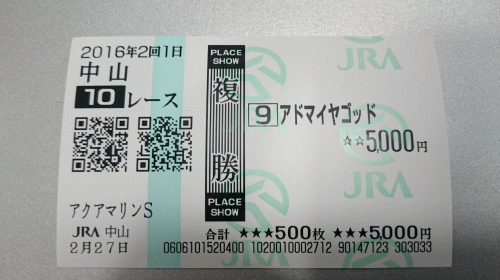 2016年2回1日
中山
10レース
アクアマリンS
JRA 中山
2月27日
PLACE
SHOW
複勝
PLACE
SHOW
9 アドマイヤゴッド
☆☆5,000円
JRA
JRA
合計 ★★★500枚 ★★★5,000円
0606101520400 1020010002712 90147123 303033